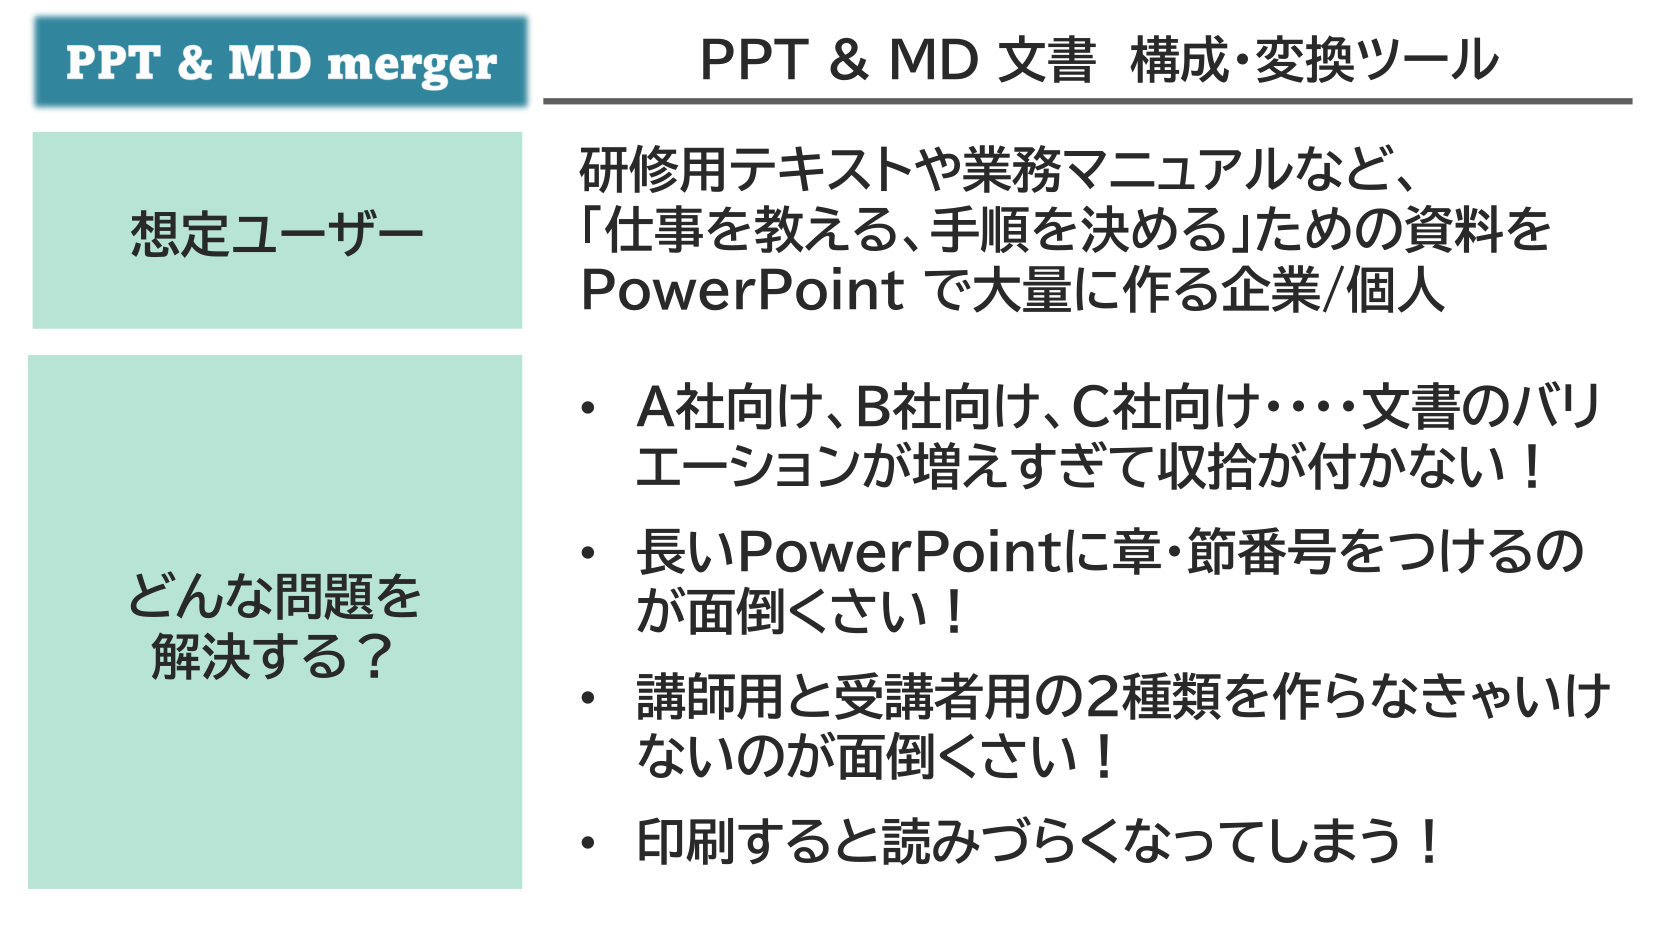 PPT & MD merger
PPT & MD 文書　構成・変換ツール
想定ユーザー
研修用テキストや業務マニュアルなど、
「仕事を教える、手順を決める」ための資料を
PowerPoint で大量に作る企業/個人
どんな問題を
解決する？
• A社向け、B社向け、C社向け・・・・文書のバリ
エーションが増えすぎて収拾が付かない！
• 長いPowerPointに章・節番号をつけるの
が面倒くさい！
• 講師用と受講者用の2種類を作らなきゃいけ
ないのが面倒くさい！
• 印刷すると読みづらくなってしまう！